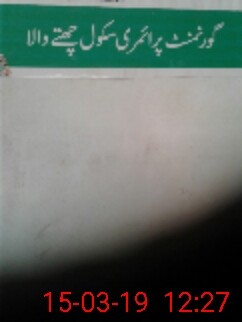 گورنمنٹ پرائمری سکول چھتے والا
15-03-19 12:27